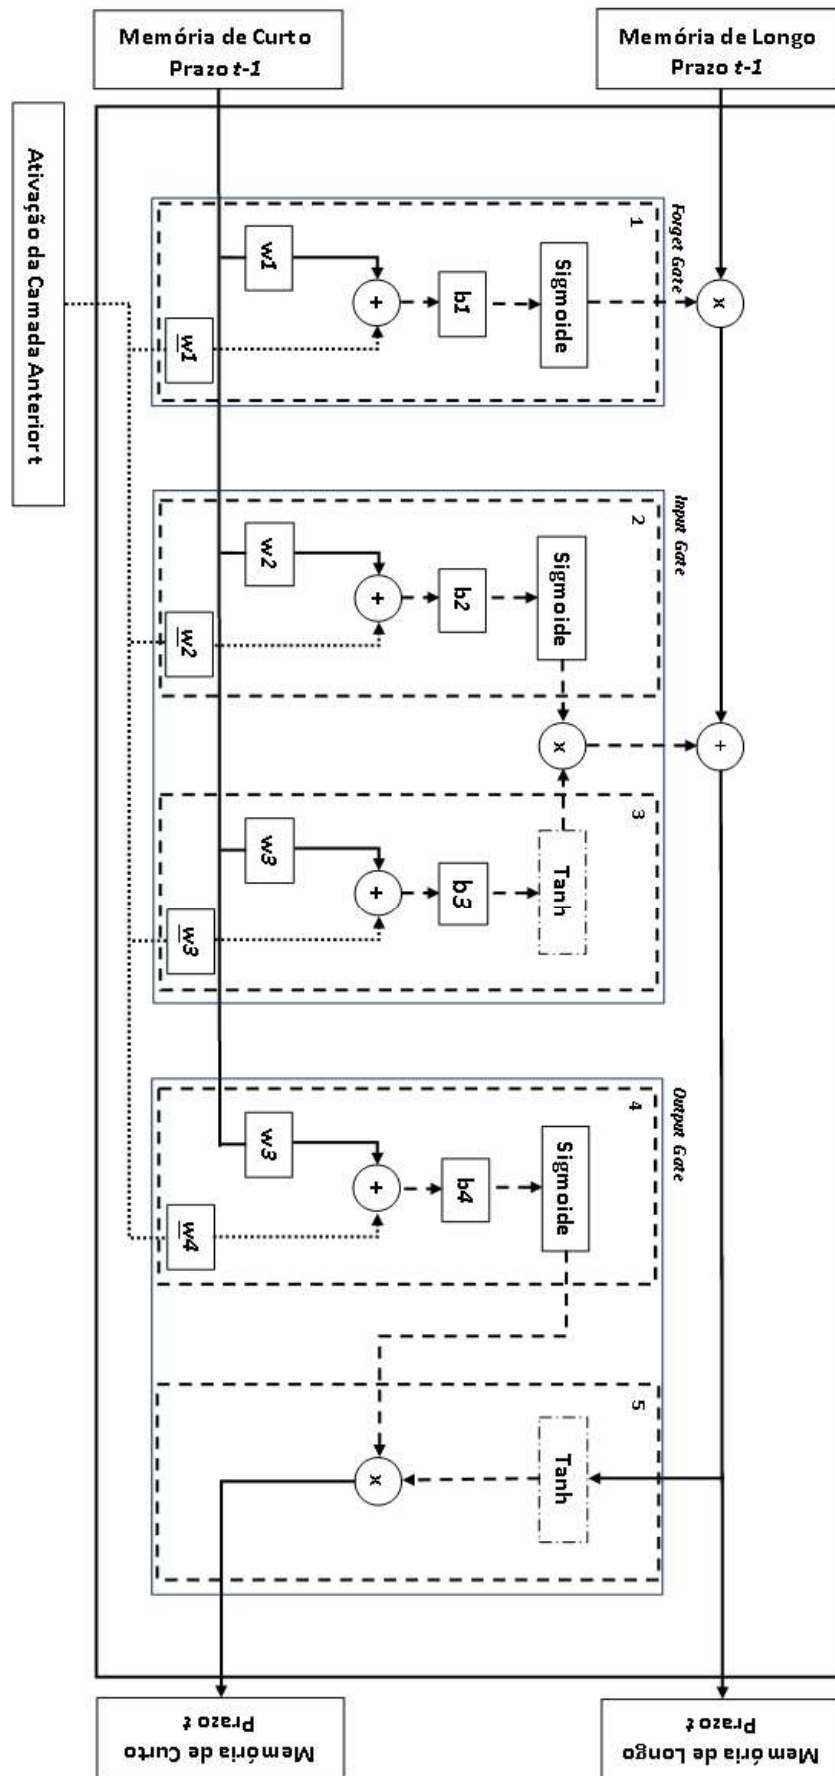 Memória de Curto
Prazo t-1
Memória de Longo
Prazo t-1
Ativação da Camada Anterior t
Forget Gate
1
w1
w1
+
b1
Sigmoide
x
Input Gate
2
w2
w2
+
b2
Sigmoide
x
+
3
w3
w3
+
b3
Tanh
Output Gate
4
w3
w4
+
b4
Sigmoide
5
Tanh
x
Memória de Curto
Prazo t
Memória de Longo
Prazo t